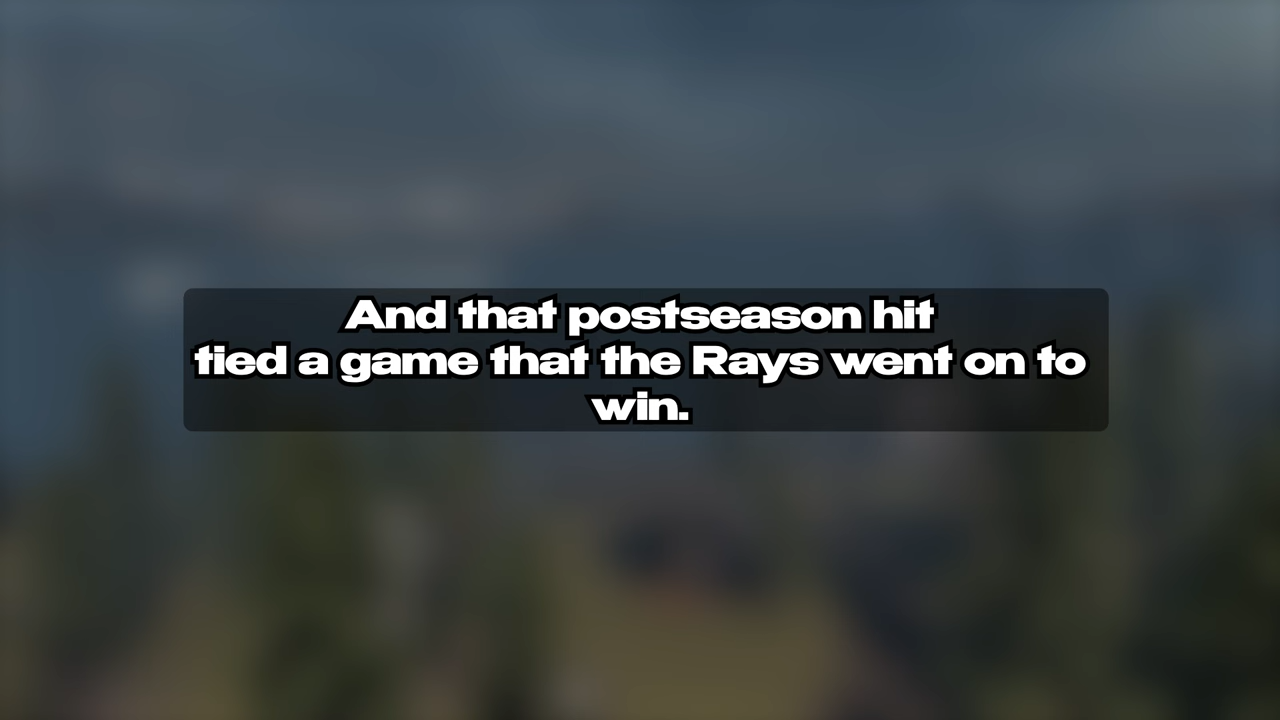 And that postseason hit
tied a game that the Rays went on to
win.